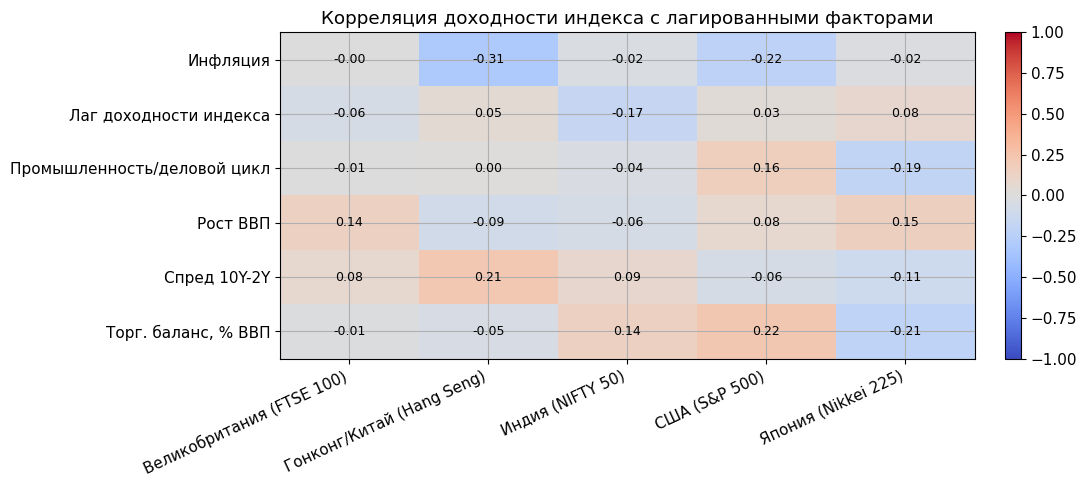 Корреляция доходности индекса с лагированными факторами
Инфляция -0.00 -0.31 -0.02 -0.22 -0.02
Лаг доходности индекса -0.06 0.05 -0.17 0.03 0.08
Промышленность/деловой цикл -0.01 0.00 -0.04 0.16 -0.19
Рост ВВП 0.14 -0.09 -0.06 0.08 0.15
Спред 10Y-2Y 0.08 0.21 0.09 -0.06 -0.11
Торг. баланс, % ВВП -0.01 -0.05 0.14 0.22 -0.21
Великобритания (FTSE 100)
Гонконг/Китай (Hang Seng)
Индия (NIFTY 50)
США (S&P 500)
Япония (Nikkei 225)
1.00
0.75
0.50
0.25
0.00
−0.25
−0.50
−0.75
−1.00